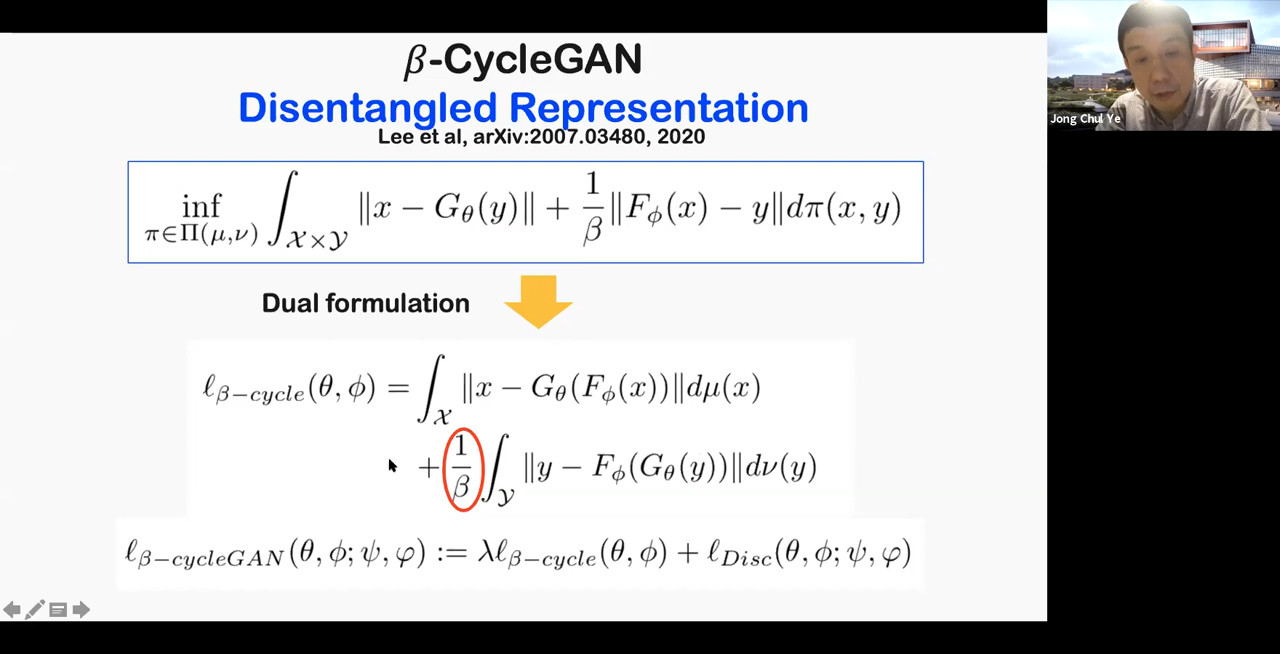 β-CycleGAN
Disentangled Representation
Lee et al, arXiv:2007.03480, 2020
inf_{π∈Π(μ,ν)} ∫_{𝒳×𝒴} ‖x − G_θ(y)‖ + 1/β ‖F_ϕ(x) − y‖dπ(x, y)
Dual formulation
ℓ_{β−cycle}(θ, ϕ) = ∫_𝒳 ‖x − G_θ(F_ϕ(x))‖dμ(x)
+ 1/β ∫_𝒴 ‖y − F_ϕ(G_θ(y))‖dν(y)
ℓ_{β−cycleGAN}(θ, ϕ; ψ, φ) := λℓ_{β−cycle}(θ, ϕ) + ℓ_{Disc}(θ, ϕ; ψ, φ)
Jong Chul Ye